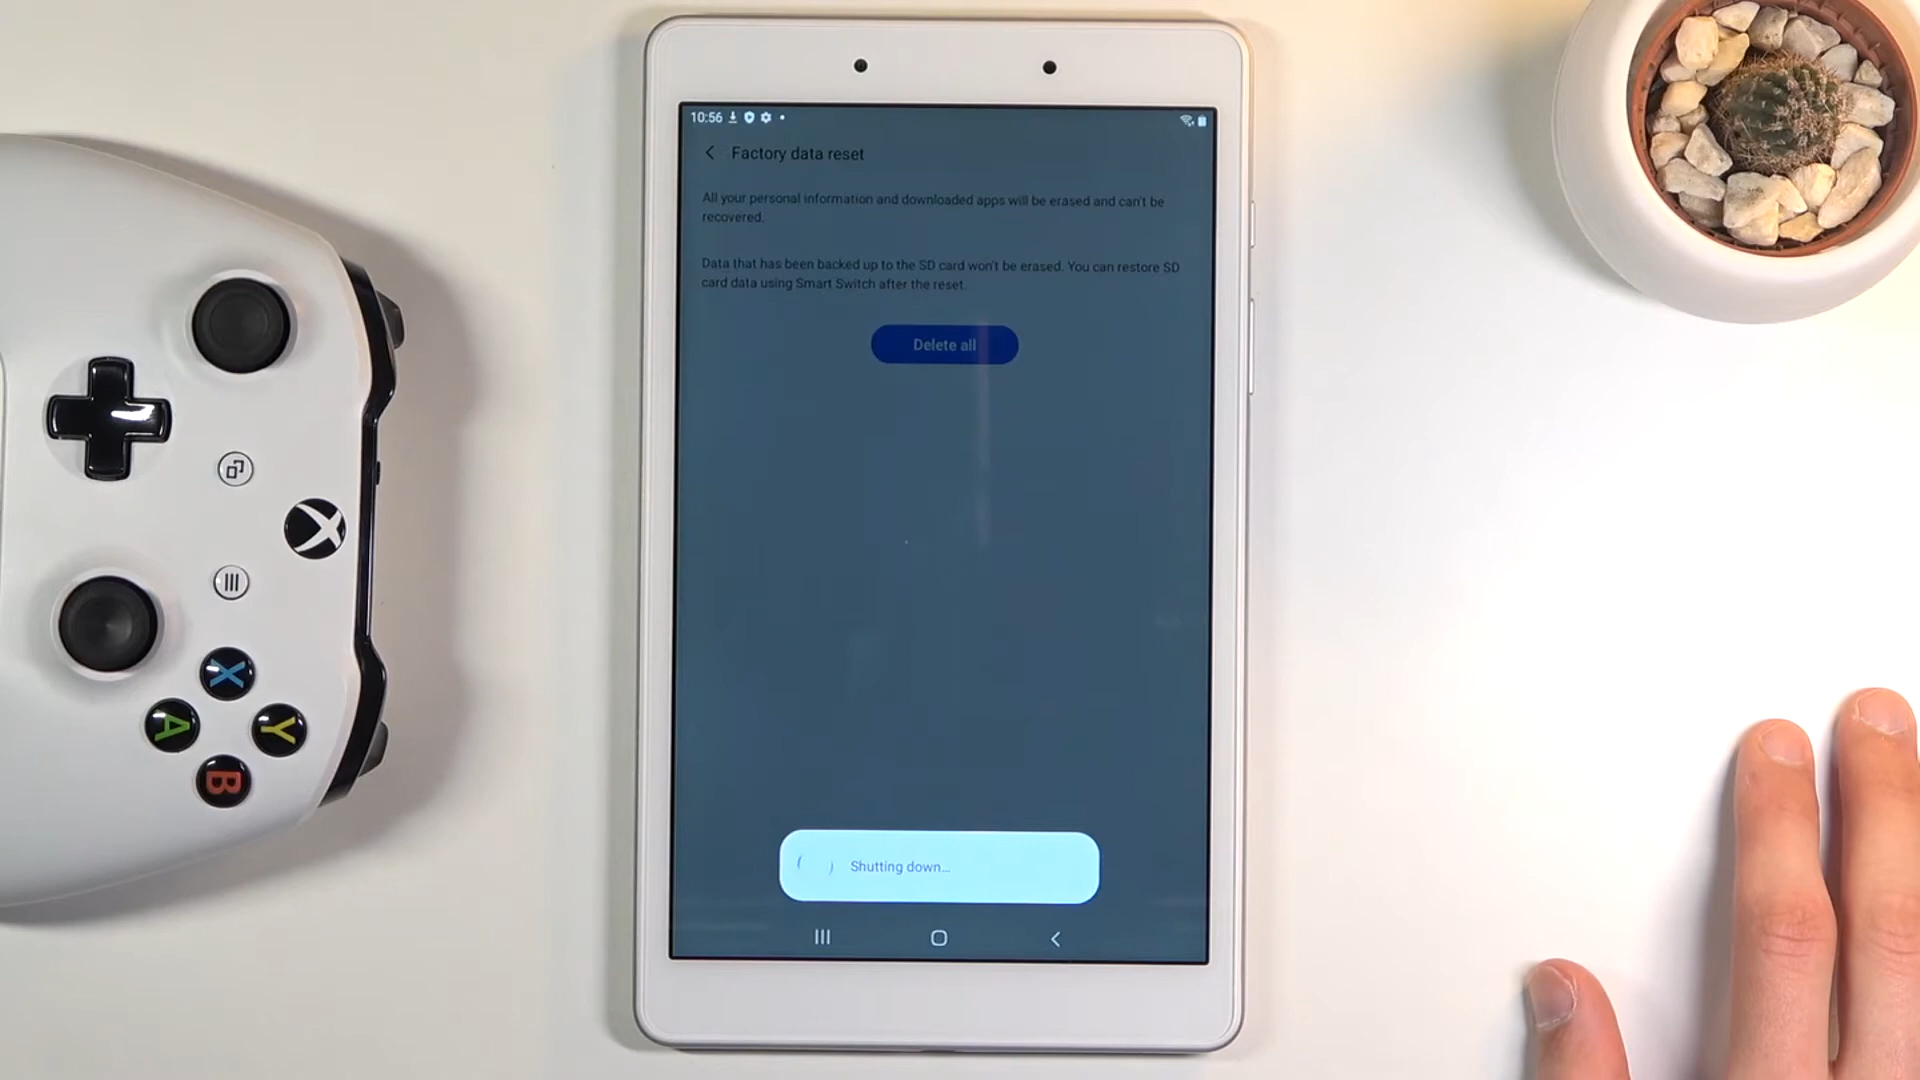 10:56
Factory data reset
All your personal information and downloaded apps will be erased and can't be
recovered.
Data that has been backed up to the SD card won't be erased. You can restore SD
card data using Smart Switch after the reset.
Delete all
Shutting down...
X
A
Y
B